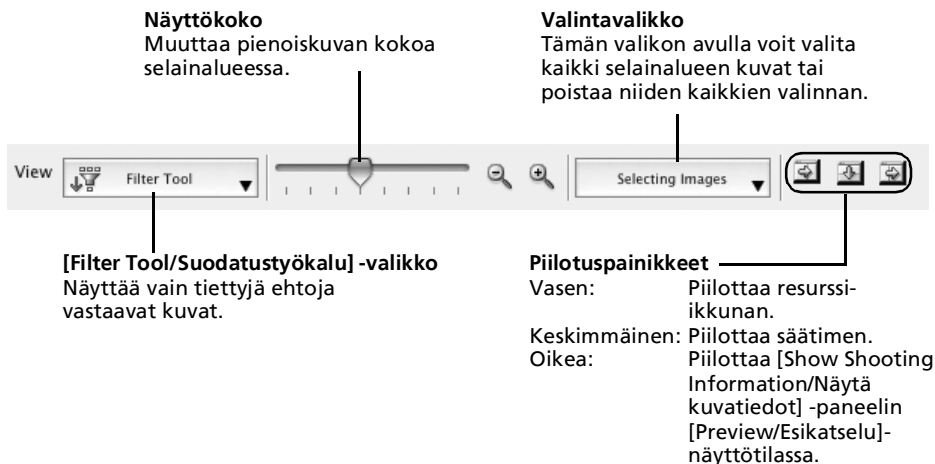 Näyttökoko
Muuttaa pienoiskuvan kokoa
selainalueessa.
Valintavalikko
Tämän valikon avulla voit valita
kaikki selainalueen kuvat tai
poistaa niiden kaikkien valinnan.
View
Filter Tool
Selecting Images
[Filter Tool/Suodatustyökalu] -valikko
Näyttää vain tiettyjä ehtoja
vastaavat kuvat.
Piilotuspainikkeet
Vasen: Piilottaa resurssi-
ikkunan.
Keskimmäinen: Piilottaa säätimen.
Oikea: Piilottaa [Show Shooting
Information/Näytä
kuvatiedot] -paneelin
[Preview/Esikatselu]-
näyttötilassa.